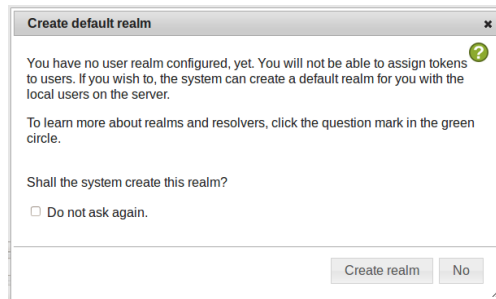 Create default realm
×
You have no user realm configured, yet. You will not be able to assign tokens
to users. If you wish to, the system can create a default realm for you with the
local users on the server.
To learn more about realms and resolvers, click the question mark in the green
circle.
Shall the system create this realm?
Do not ask again.
Create realm No